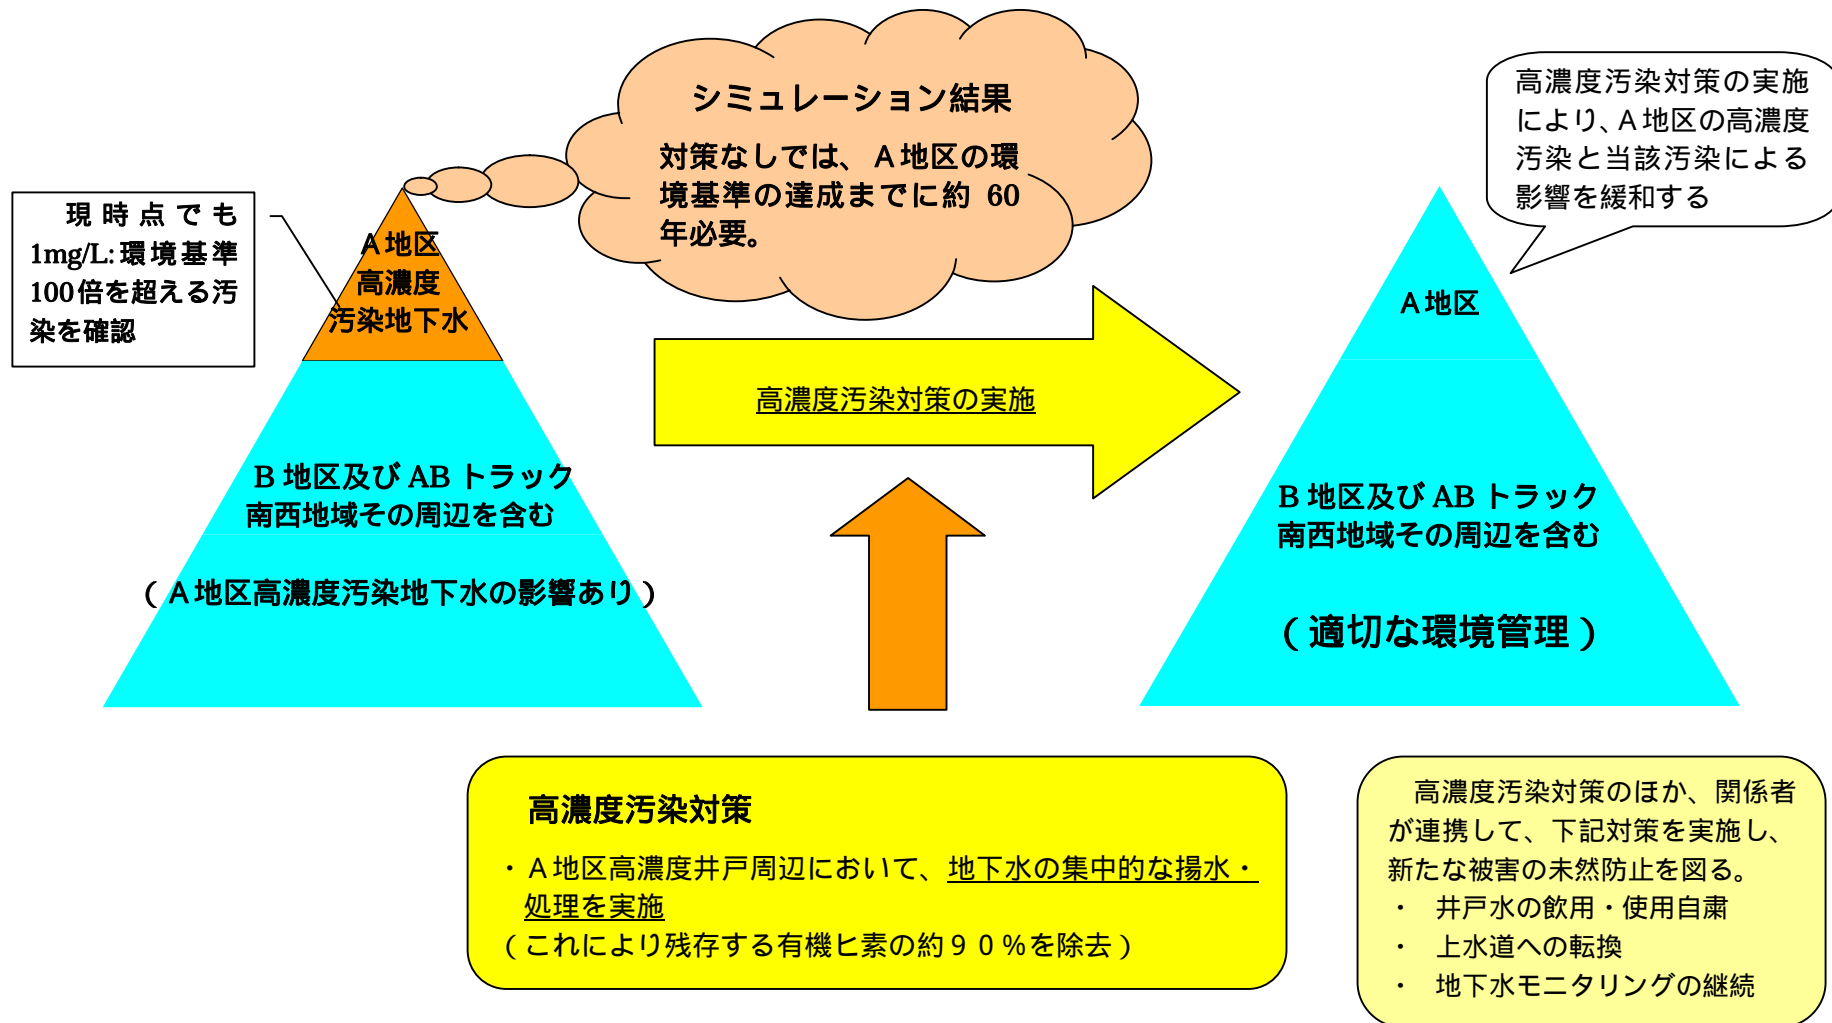 シミュレーション結果
対策なしでは、A地区の環
境基準の達成までに約 60
年必要。
高濃度汚染対策の実施
により、A地区の高濃度
汚染と当該汚染による
影響を緩和する
現時点でも
1mg/L:環境基準
100倍を超える汚
染を確認
A地区
高濃度
汚染地下水
A地区
高濃度汚染対策の実施
B 地区及び AB トラック
南西地域その周辺を含む
(A地区高濃度汚染地下水の影響あり)
B 地区及び AB トラック
南西地域その周辺を含む
(適切な環境管理)
高濃度汚染対策
・A地区高濃度井戸周辺において、地下水の集中的な揚水・
処理を実施
(これにより残存する有機ヒ素の約90%を除去)
高濃度汚染対策のほか、関係者
が連携して、下記対策を実施し、
新たな被害の未然防止を図る。
・ 井戸水の飲用・使用自粛
・ 上水道への転換
・ 地下水モニタリングの継続